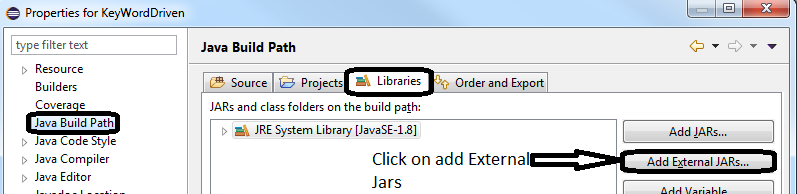 Properties for KeyWordDriven
type filter text
Resource
Builders
Coverage
Java Build Path
Java Code Style
Java Compiler
Java Editor
Javadoc Location
Java Build Path
Source
Projects
Libraries
Order and Export
JARs and class folders on the build path:
JRE System Library [JavaSE-1.8]
Click on add External
Jars
Add JARs...
Add External JARs...
Add Variable